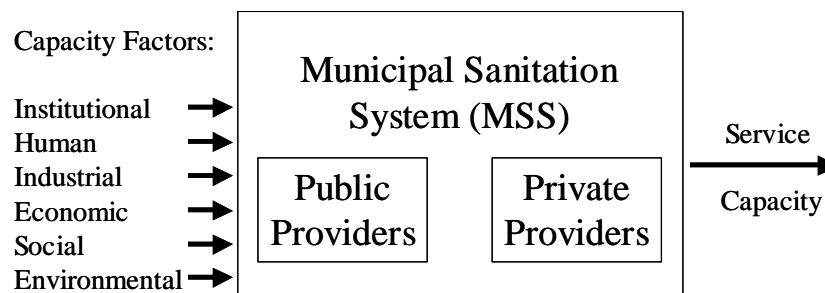 Capacity Factors:
Institutional
Human
Industrial
Economic
Social
Environmental
Municipal Sanitation
System (MSS)
Public
Providers
Private
Providers
Service
Capacity